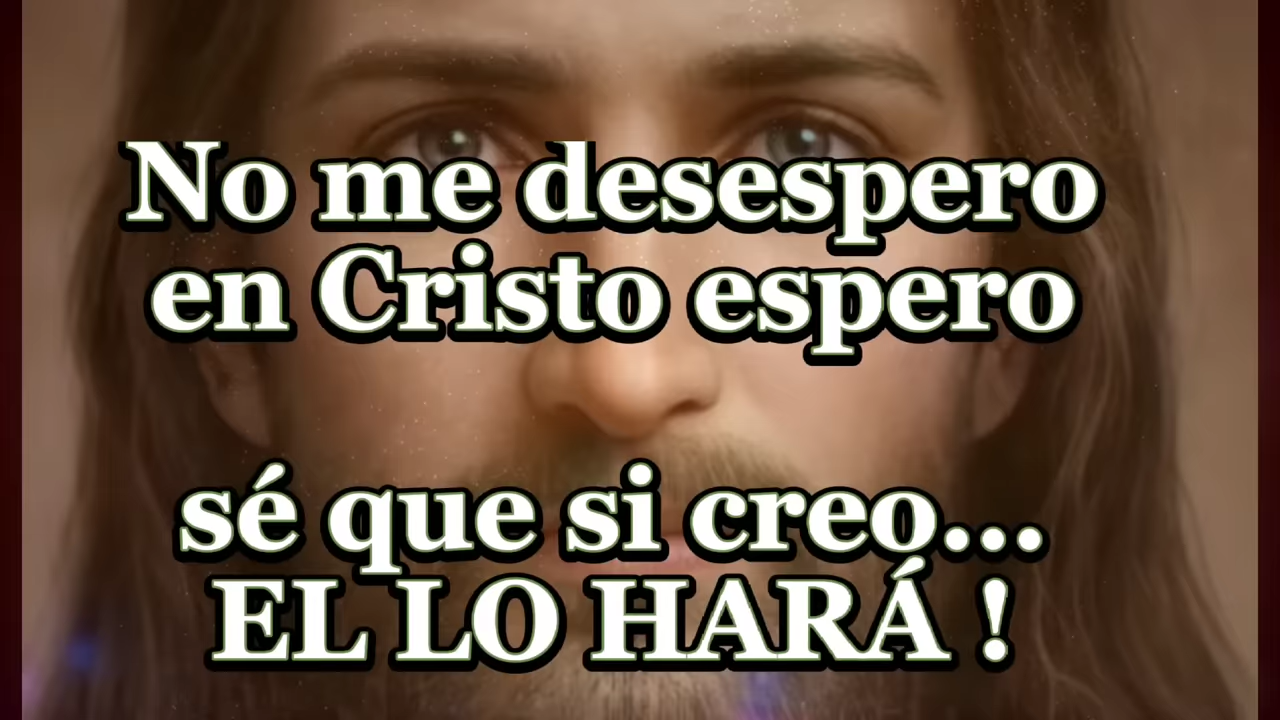 No me desespero
en Cristo espero
sé que si creo...
EL LO HARÁ !